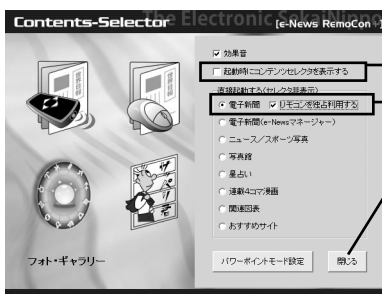 Contents-Selector
The Electronic Sekai Nippo
[e-News RemoCon
効果音
起動時にコンテンツセレクタを表示する
直接起動する(セレクタ非表示)
電子新聞 リモコンを独占利用する
電子新聞(e-Newsマネージャー)
ニュース/スポーツ写真
写真館
星占い
連載4コマ漫画
関連図表
おすすめサイト
フォト・ギャラリー
パワーポイントモード設定 閉じる